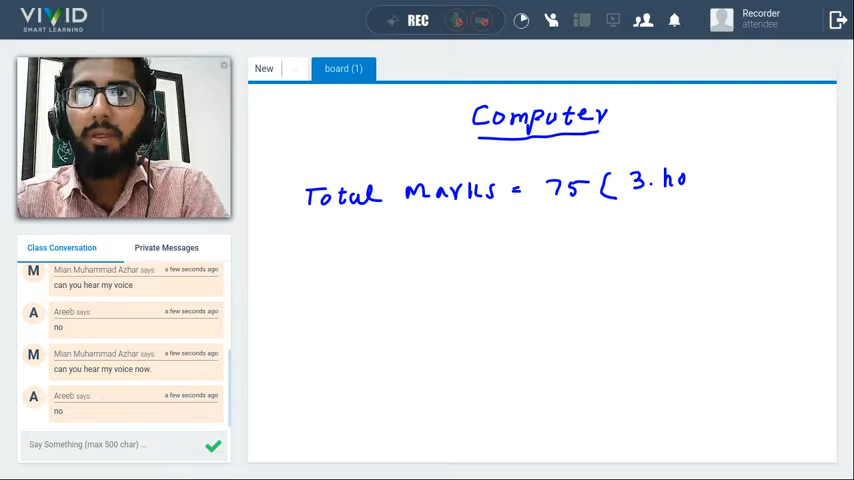 VIVID
SMART LEARNING
REC
Recorder
attendee
New
board (1)
Computer
Total Marks = 75 ( 3. ho
Class Conversation
Private Messages
M
Mian Muhammad Azhar says:
a few seconds ago
can you hear my voice
A
Areeb says:
a few seconds ago
no
M
Mian Muhammad Azhar says:
a few seconds ago
can you hear my voice now.
A
Areeb says:
a few seconds ago
no
Say Something (max 500 char) ...